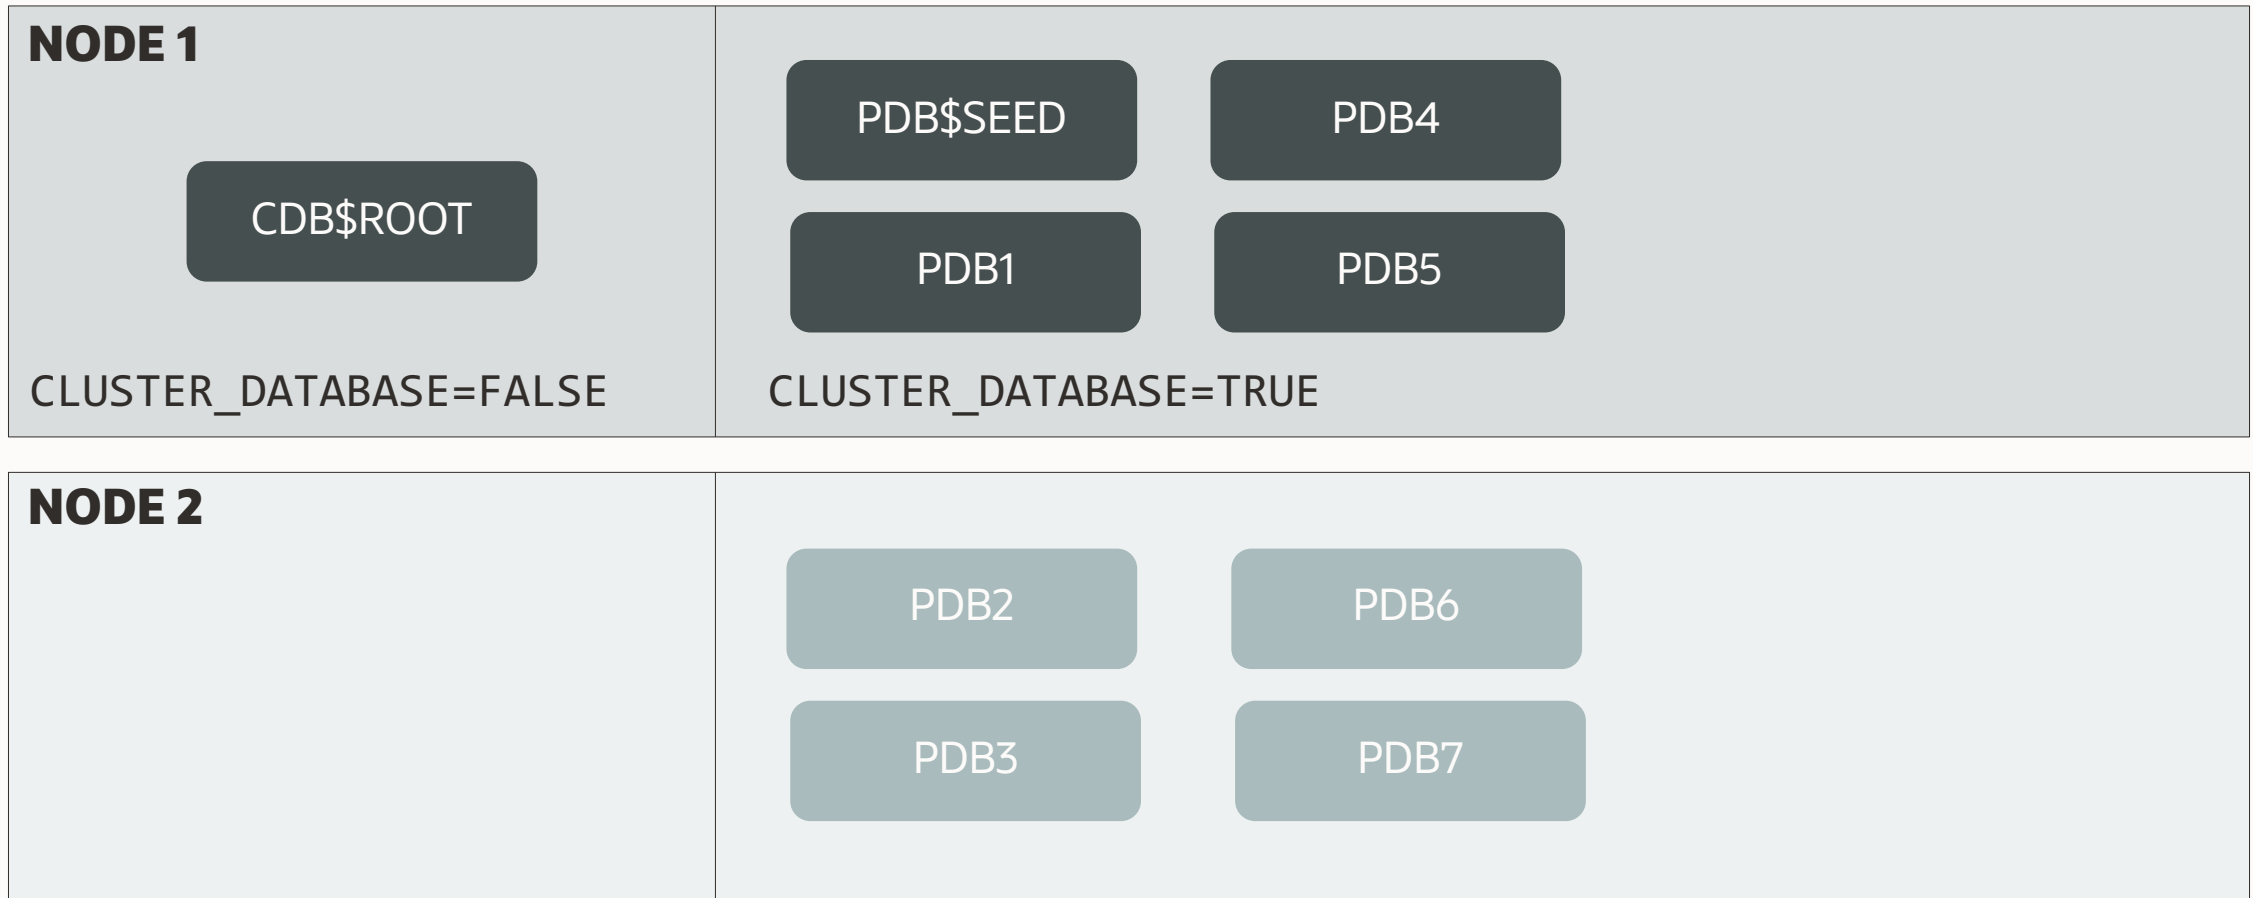 NODE 1
CDB$ROOT
CLUSTER_DATABASE=FALSE
PDB$SEED
PDB4
PDB1
PDB5
CLUSTER_DATABASE=TRUE
NODE 2
PDB2
PDB6
PDB3
PDB7